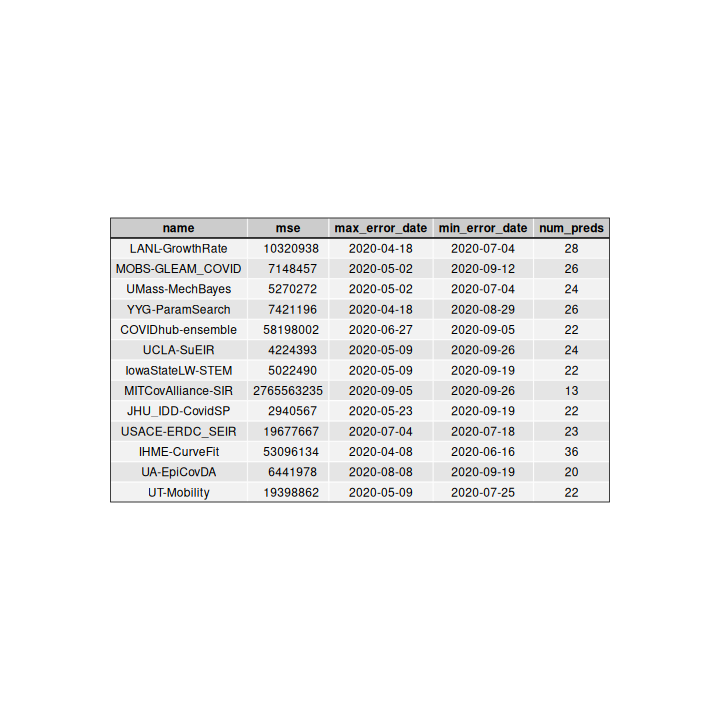 name mse max_error_date min_error_date num_preds
LANL-GrowthRate 10320938 2020-04-18 2020-07-04 28
MOBS-GLEAM_COVID 7148457 2020-05-02 2020-09-12 26
UMass-MechBayes 5270272 2020-05-02 2020-07-04 24
YYG-ParamSearch 7421196 2020-04-18 2020-08-29 26
COVIDhub-ensemble 58198002 2020-06-27 2020-09-05 22
UCLA-SuEIR 4224393 2020-05-09 2020-09-26 24
IowaStateLW-STEM 5022490 2020-05-09 2020-09-19 22
MITCovAlliance-SIR 2765563235 2020-09-05 2020-09-26 13
JHU_IDD-CovidSP 2940567 2020-05-23 2020-09-19 22
USACE-ERDC_SEIR 19677667 2020-07-04 2020-07-18 23
IHME-CurveFit 53096134 2020-04-08 2020-06-16 36
UA-EpiCovDA 6441978 2020-08-08 2020-09-19 20
UT-Mobility 19398862 2020-05-09 2020-07-25 22